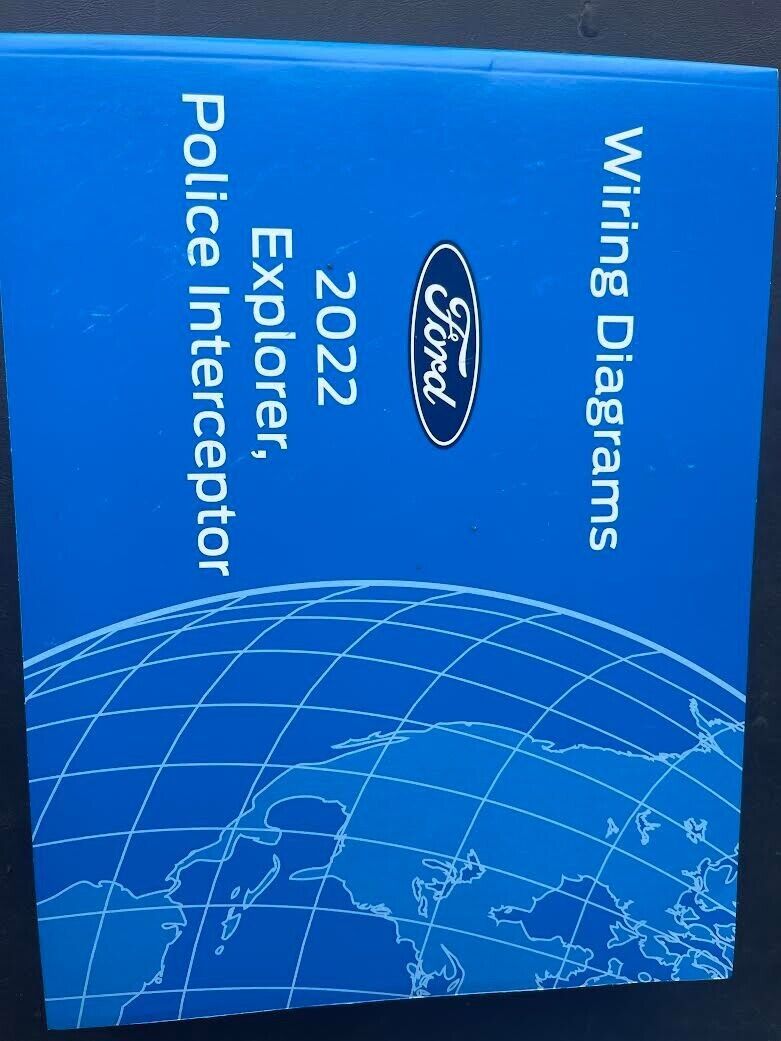 Wiring Diagrams
Ford
2022
Explorer,
Police Interceptor